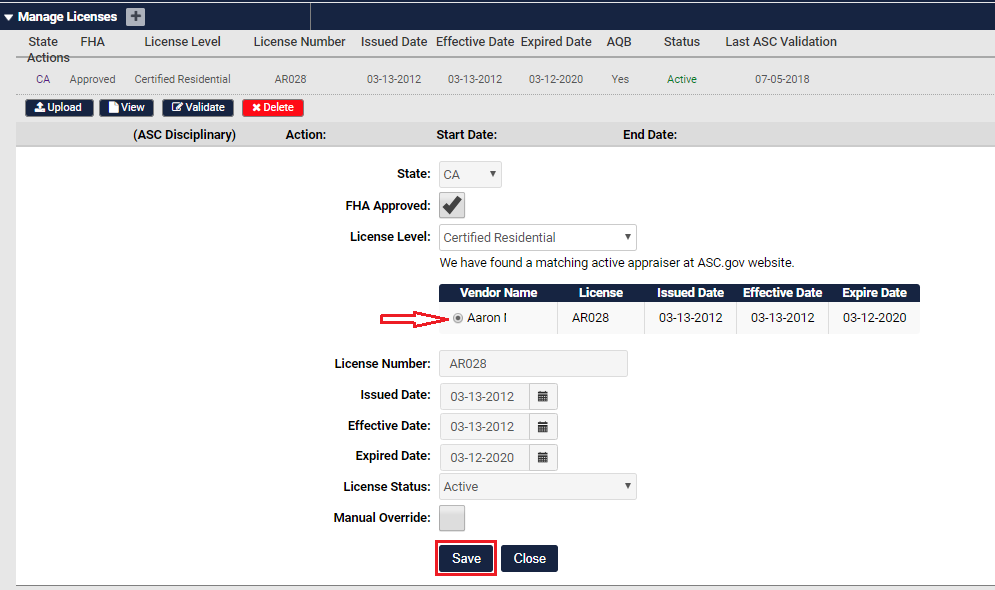 Manage Licenses
State FHA License Level License Number Issued Date Effective Date Expired Date AQB Status Last ASC Validation
Actions
CA Approved Certified Residential AR028 03-13-2012 03-13-2012 03-12-2020 Yes Active 07-05-2018
Upload View Validate Delete
(ASC Disciplinary) Action: Start Date: End Date:
State: CA
FHA Approved:
License Level: Certified Residential
We have found a matching active appraiser at ASC.gov website.
Vendor Name License Issued Date Effective Date Expire Date
Aaron AR028 03-13-2012 03-13-2012 03-12-2020
License Number: AR028
Issued Date: 03-13-2012
Effective Date: 03-13-2012
Expired Date: 03-12-2020
License Status: Active
Manual Override:
Save Close